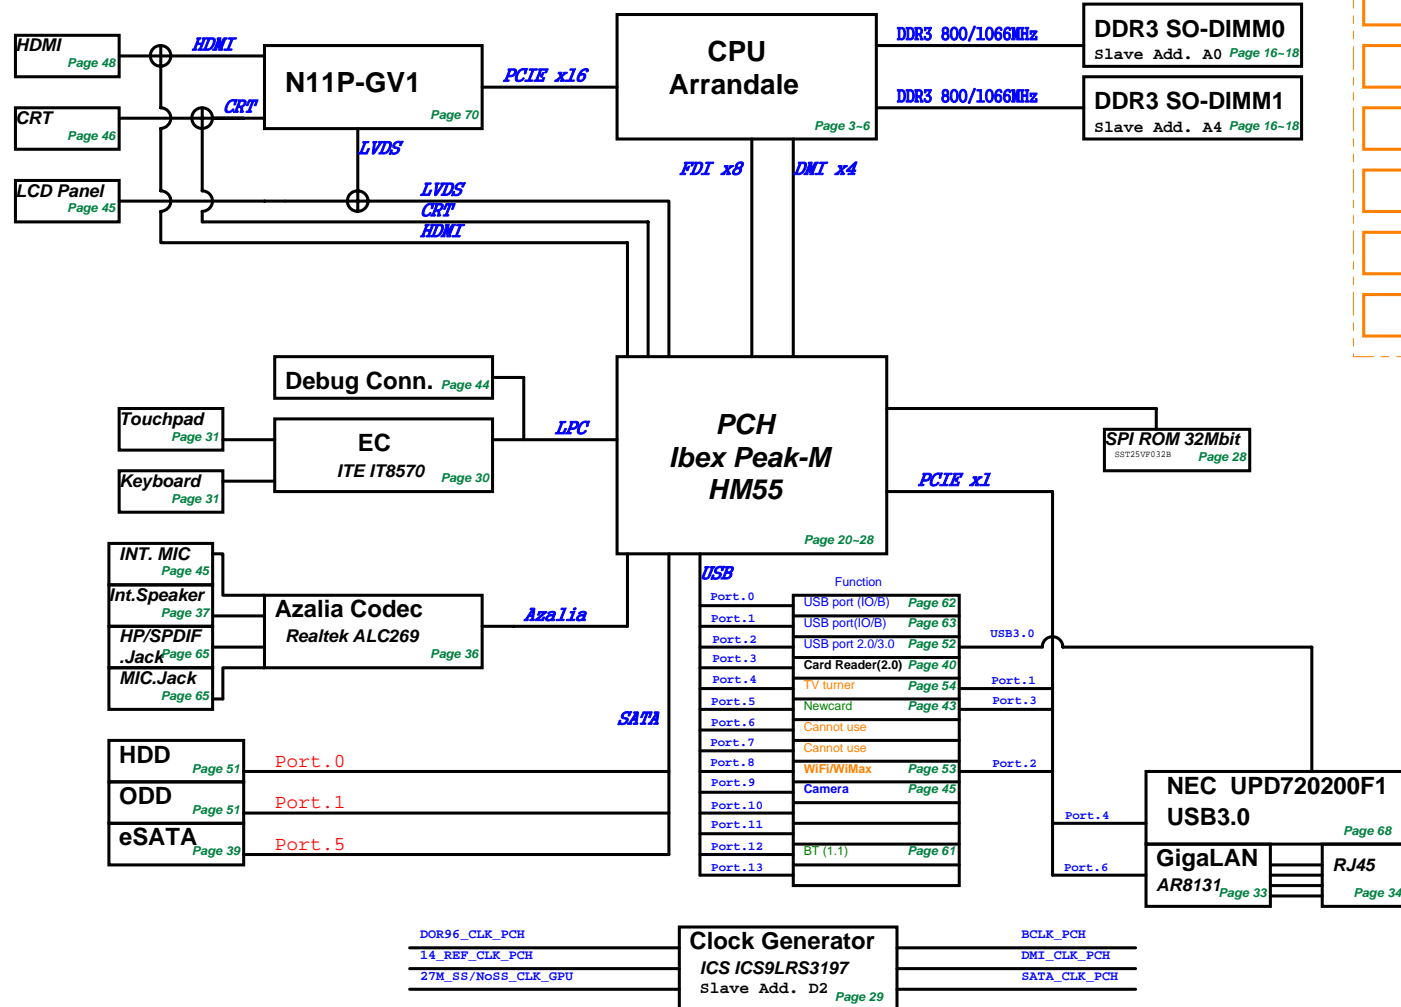 HDMI
Page 48
HDMI
CRT
Page 46
CRT
LCD Panel
Page 45
N11P-GV1
Page 70
LVDS
PCIE x16
CPU
Arrandale
Page 3~6
DDR3 800/1066MHz
DDR3 800/1066MHz
DDR3 SO-DIMM0
Slave Add. A0 Page 16~18
DDR3 SO-DIMM1
Slave Add. A4 Page 16~18
FDI x8
DMI x4
LVDS
CRT
HDMI
Debug Conn. Page 44
Touchpad
Page 31
Keyboard
Page 31
EC
ITE IT8570
Page 30
LPC
PCH
Ibex Peak-M
HM55
Page 20~28
SPI ROM 32Mbit
SST25VF032B Page 28
PCIE x1
INT. MIC
Page 45
Int.Speaker
Page 37
HP/SPDIF
.Jack Page 65
MIC.Jack
Page 65
Azalia Codec
Realtek ALC269
Page 36
Azalia
SATA
USB
Function
Port.0 USB port (IO/B) Page 62
Port.1 USB port(IO/B) Page 63
Port.2 USB port 2.0/3.0 Page 52 USB3.0
Port.3 Card Reader(2.0) Page 40
Port.4 TV turner Page 54 Port.1
Port.5 Newcard Page 43 Port.3
Port.6 Cannot use
Port.7 Cannot use
Port.8 WiFi/WiMax Page 53 Port.2
Port.9 Camera Page 45
Port.10
Port.11
Port.12 BT (1.1) Page 61
Port.13
HDD
Page 51
Port.0
ODD
Page 51
Port.1
eSATA
Page 39
Port.5
Port.4
NEC UPD720200F1
USB3.0
Page 68
Port.6
GigaLAN
AR8131 Page 33
RJ45
Page 34
DOR96_CLK_PCH
14_REF_CLK_PCH
27M_SS/NoSS_CLK_GPU
Clock Generator
ICS ICS9LRS3197
Slave Add. D2
Page 29
BCLK_PCH
DMI_CLK_PCH
SATA_CLK_PCH